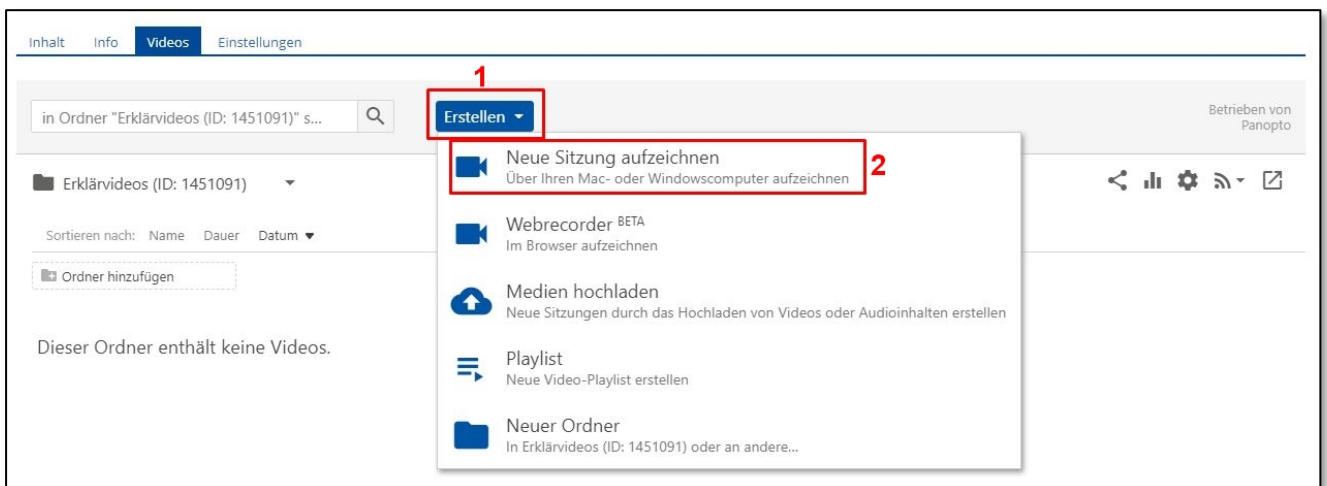 Inhalt Info Videos Einstellungen
1
in Ordner "Erklärvideos (ID: 1451091)" s...
Erstellen
Betrieben von
Panopto
Neue Sitzung aufzeichnen
Über Ihren Mac- oder Windowscomputer aufzeichnen
2
Erklärvideos (ID: 1451091)
Webrecorder BETA
Im Browser aufzeichnen
Sortieren nach: Name Dauer Datum
Ordner hinzufügen
Medien hochladen
Neue Sitzungen durch das Hochladen von Videos oder Audioinhalten erstellen
Dieser Ordner enthält keine Videos.
Playlist
Neue Video-Playlist erstellen
Neuer Ordner
In Erklärvideos (ID: 1451091) oder an andere...